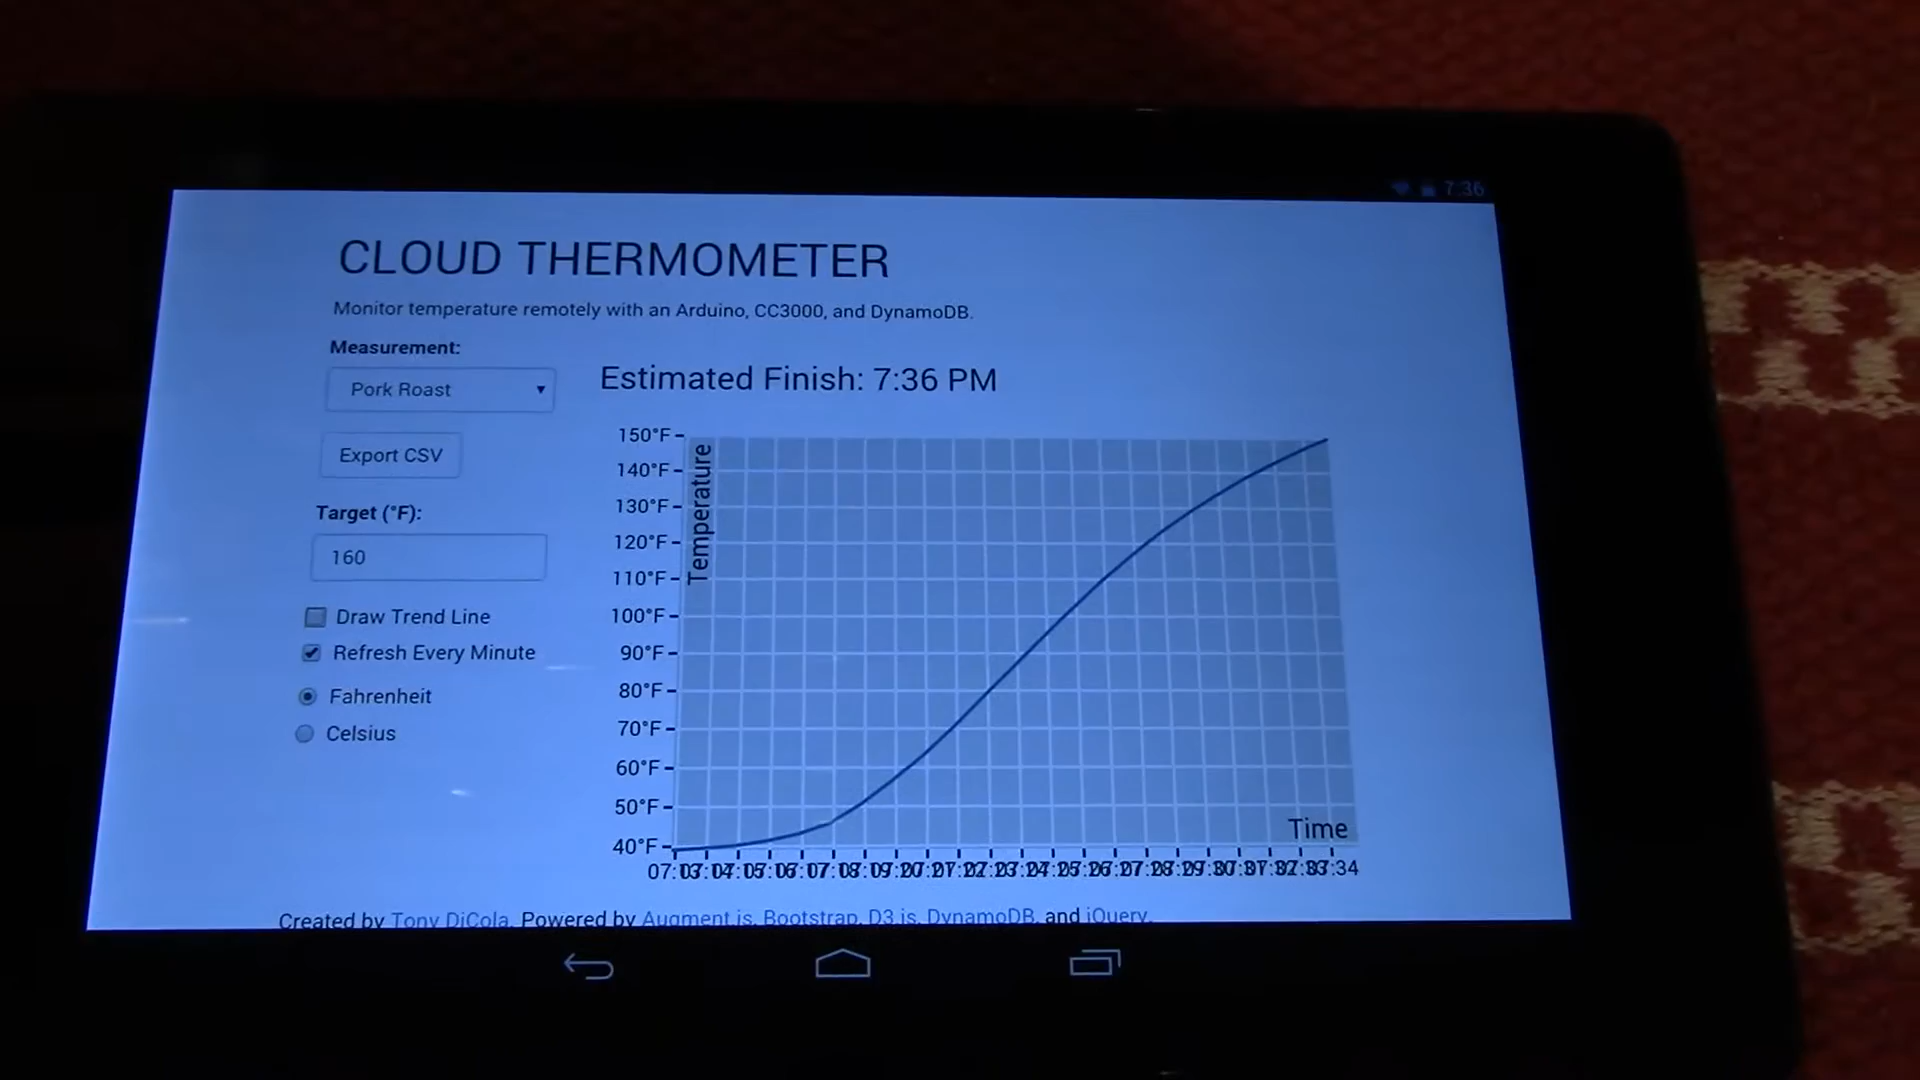 7:36
CLOUD THERMOMETER
Monitor temperature remotely with an Arduino, CC3000, and DynamoDB.
Measurement:
Pork Roast
Estimated Finish: 7:36 PM
Export CSV
Target (°F):
160
Draw Trend Line
Refresh Every Minute
Fahrenheit
Celsius
150°F
140°F
130°F
120°F
110°F
100°F
90°F
80°F
70°F
60°F
50°F
40°F
Temperature
Time
Created by Tony DiCola. Powered by Augment.js, Bootstrap, D3.js, DynamoDB, and jQuery.